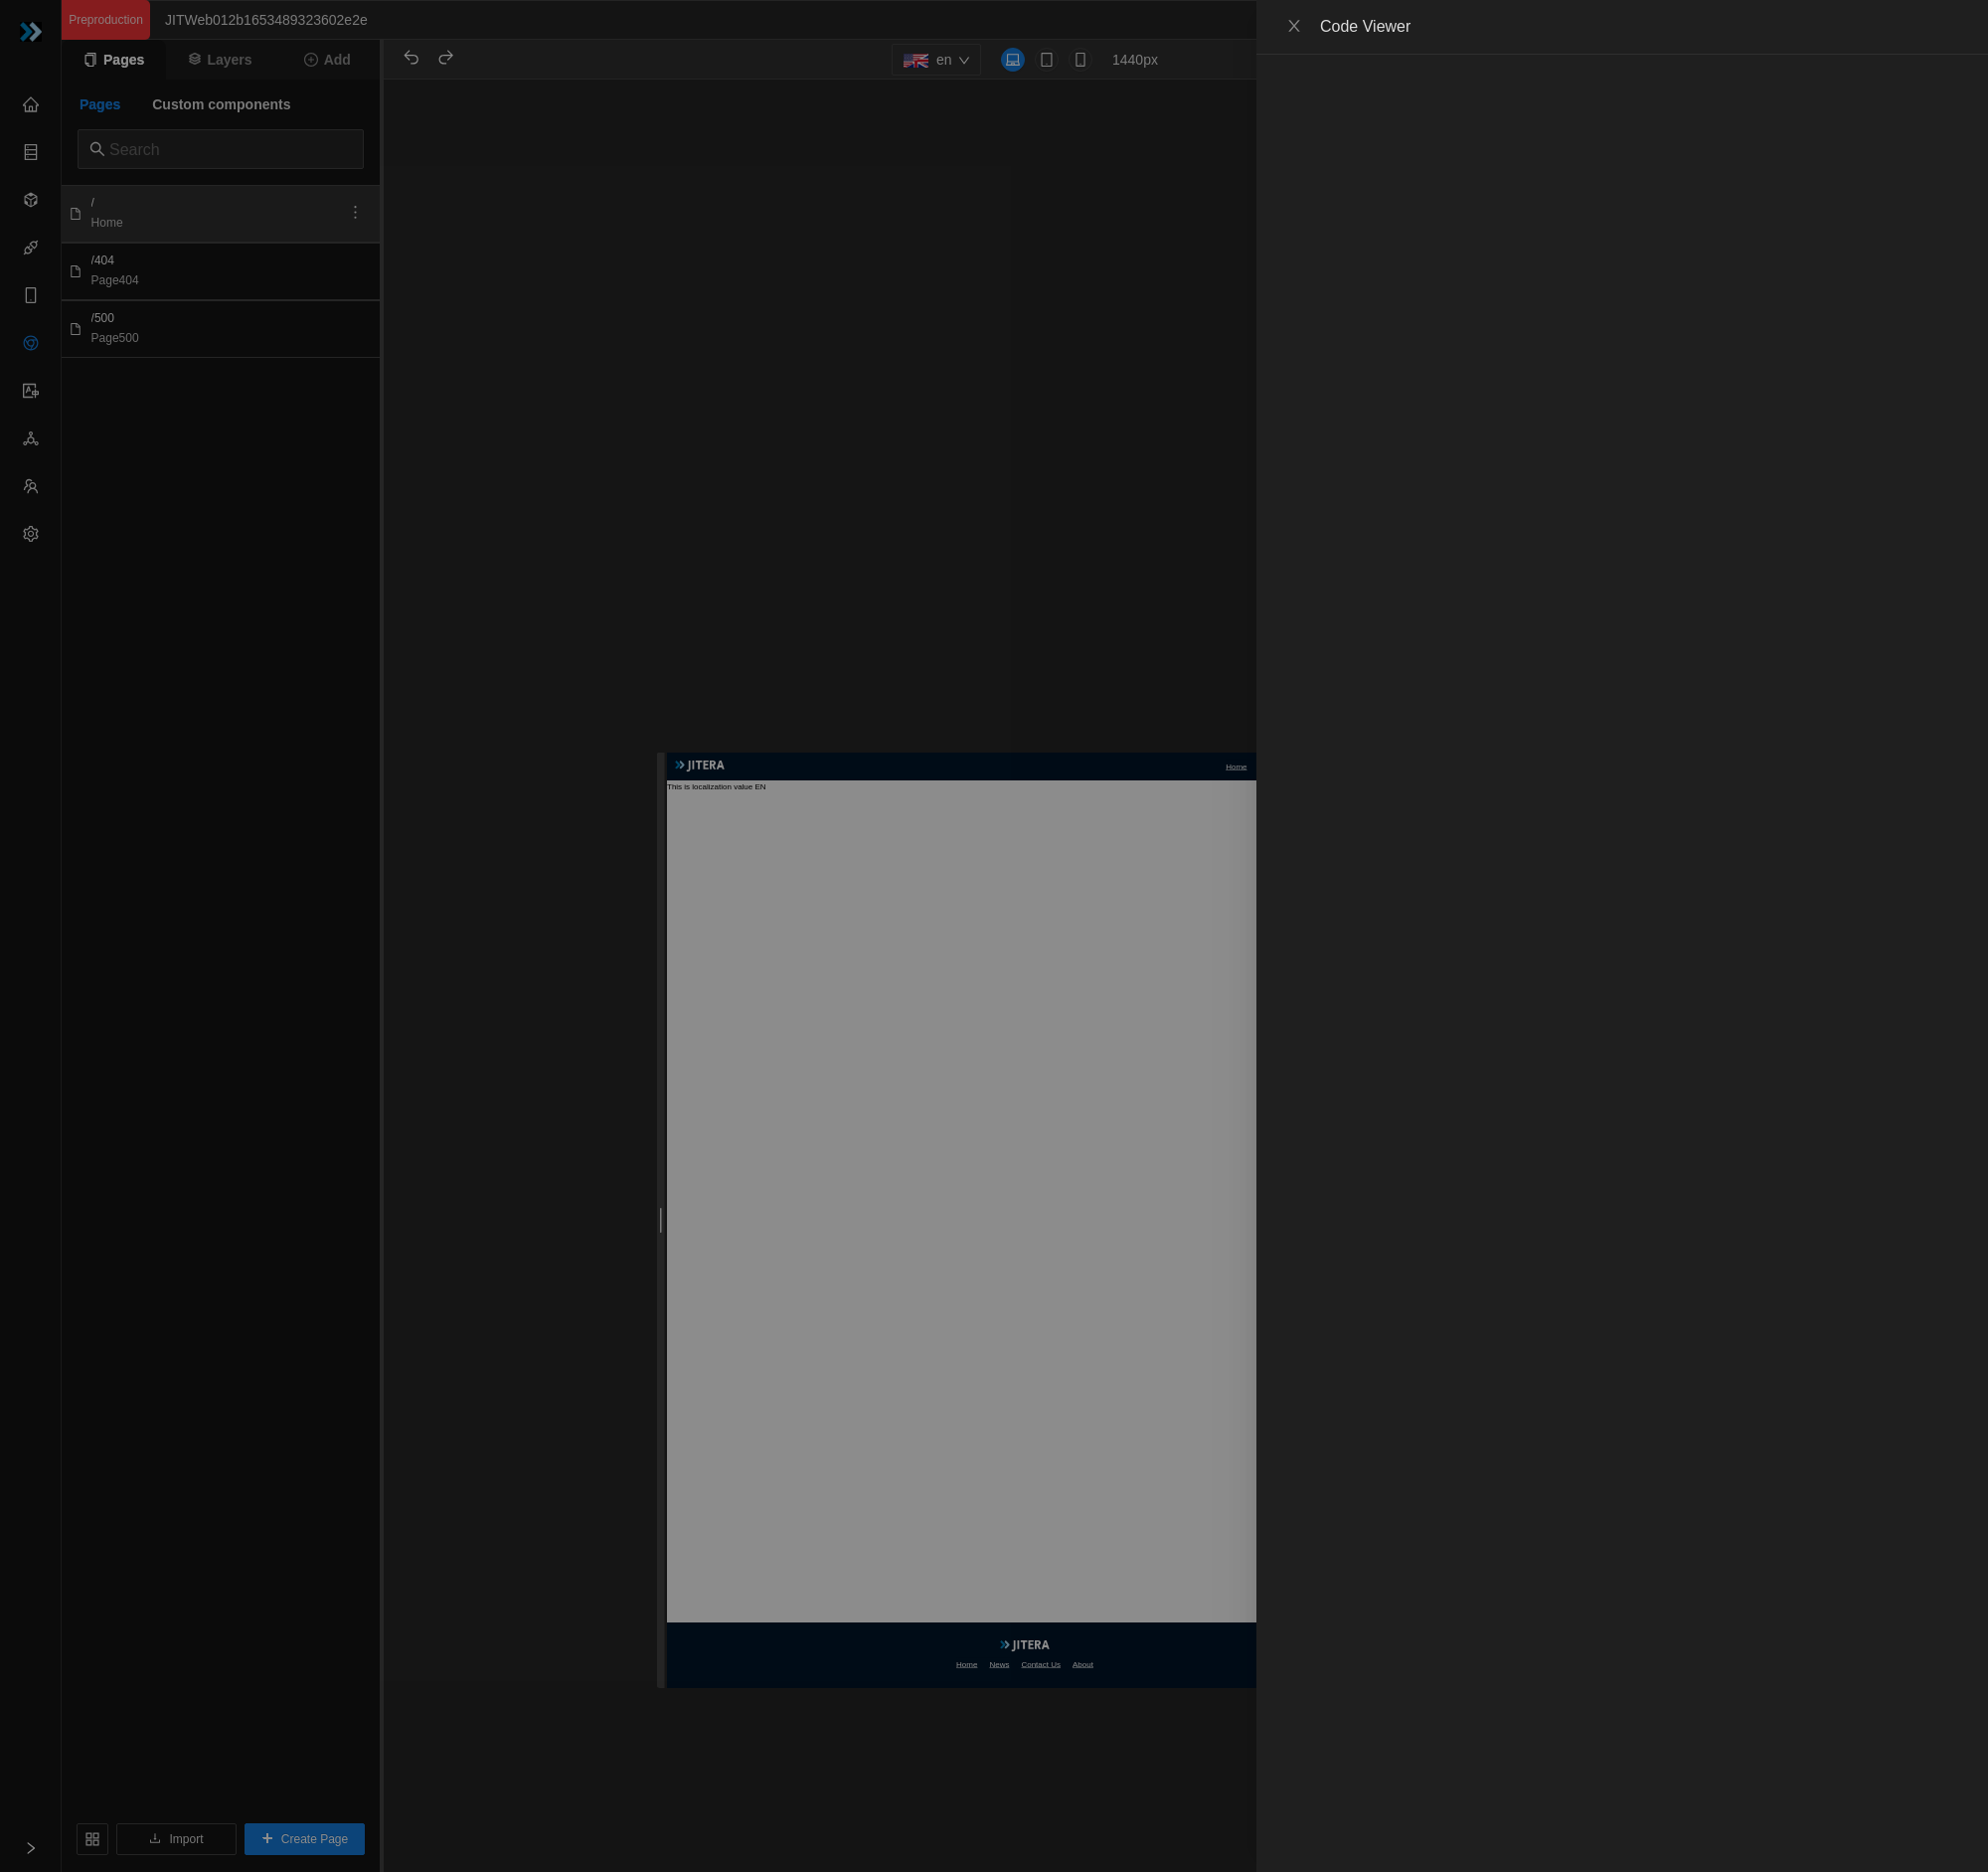 Preproduction
JITWeb012b1653489323602e2e
Code Viewer
Pages
Layers
Add
en
1440px
Pages
Custom components
Search
/
Home
/404
Page404
/500
Page500
JITERA
Home
This is localization value EN
JITERA
Home News Contact Us About
Import
Create Page